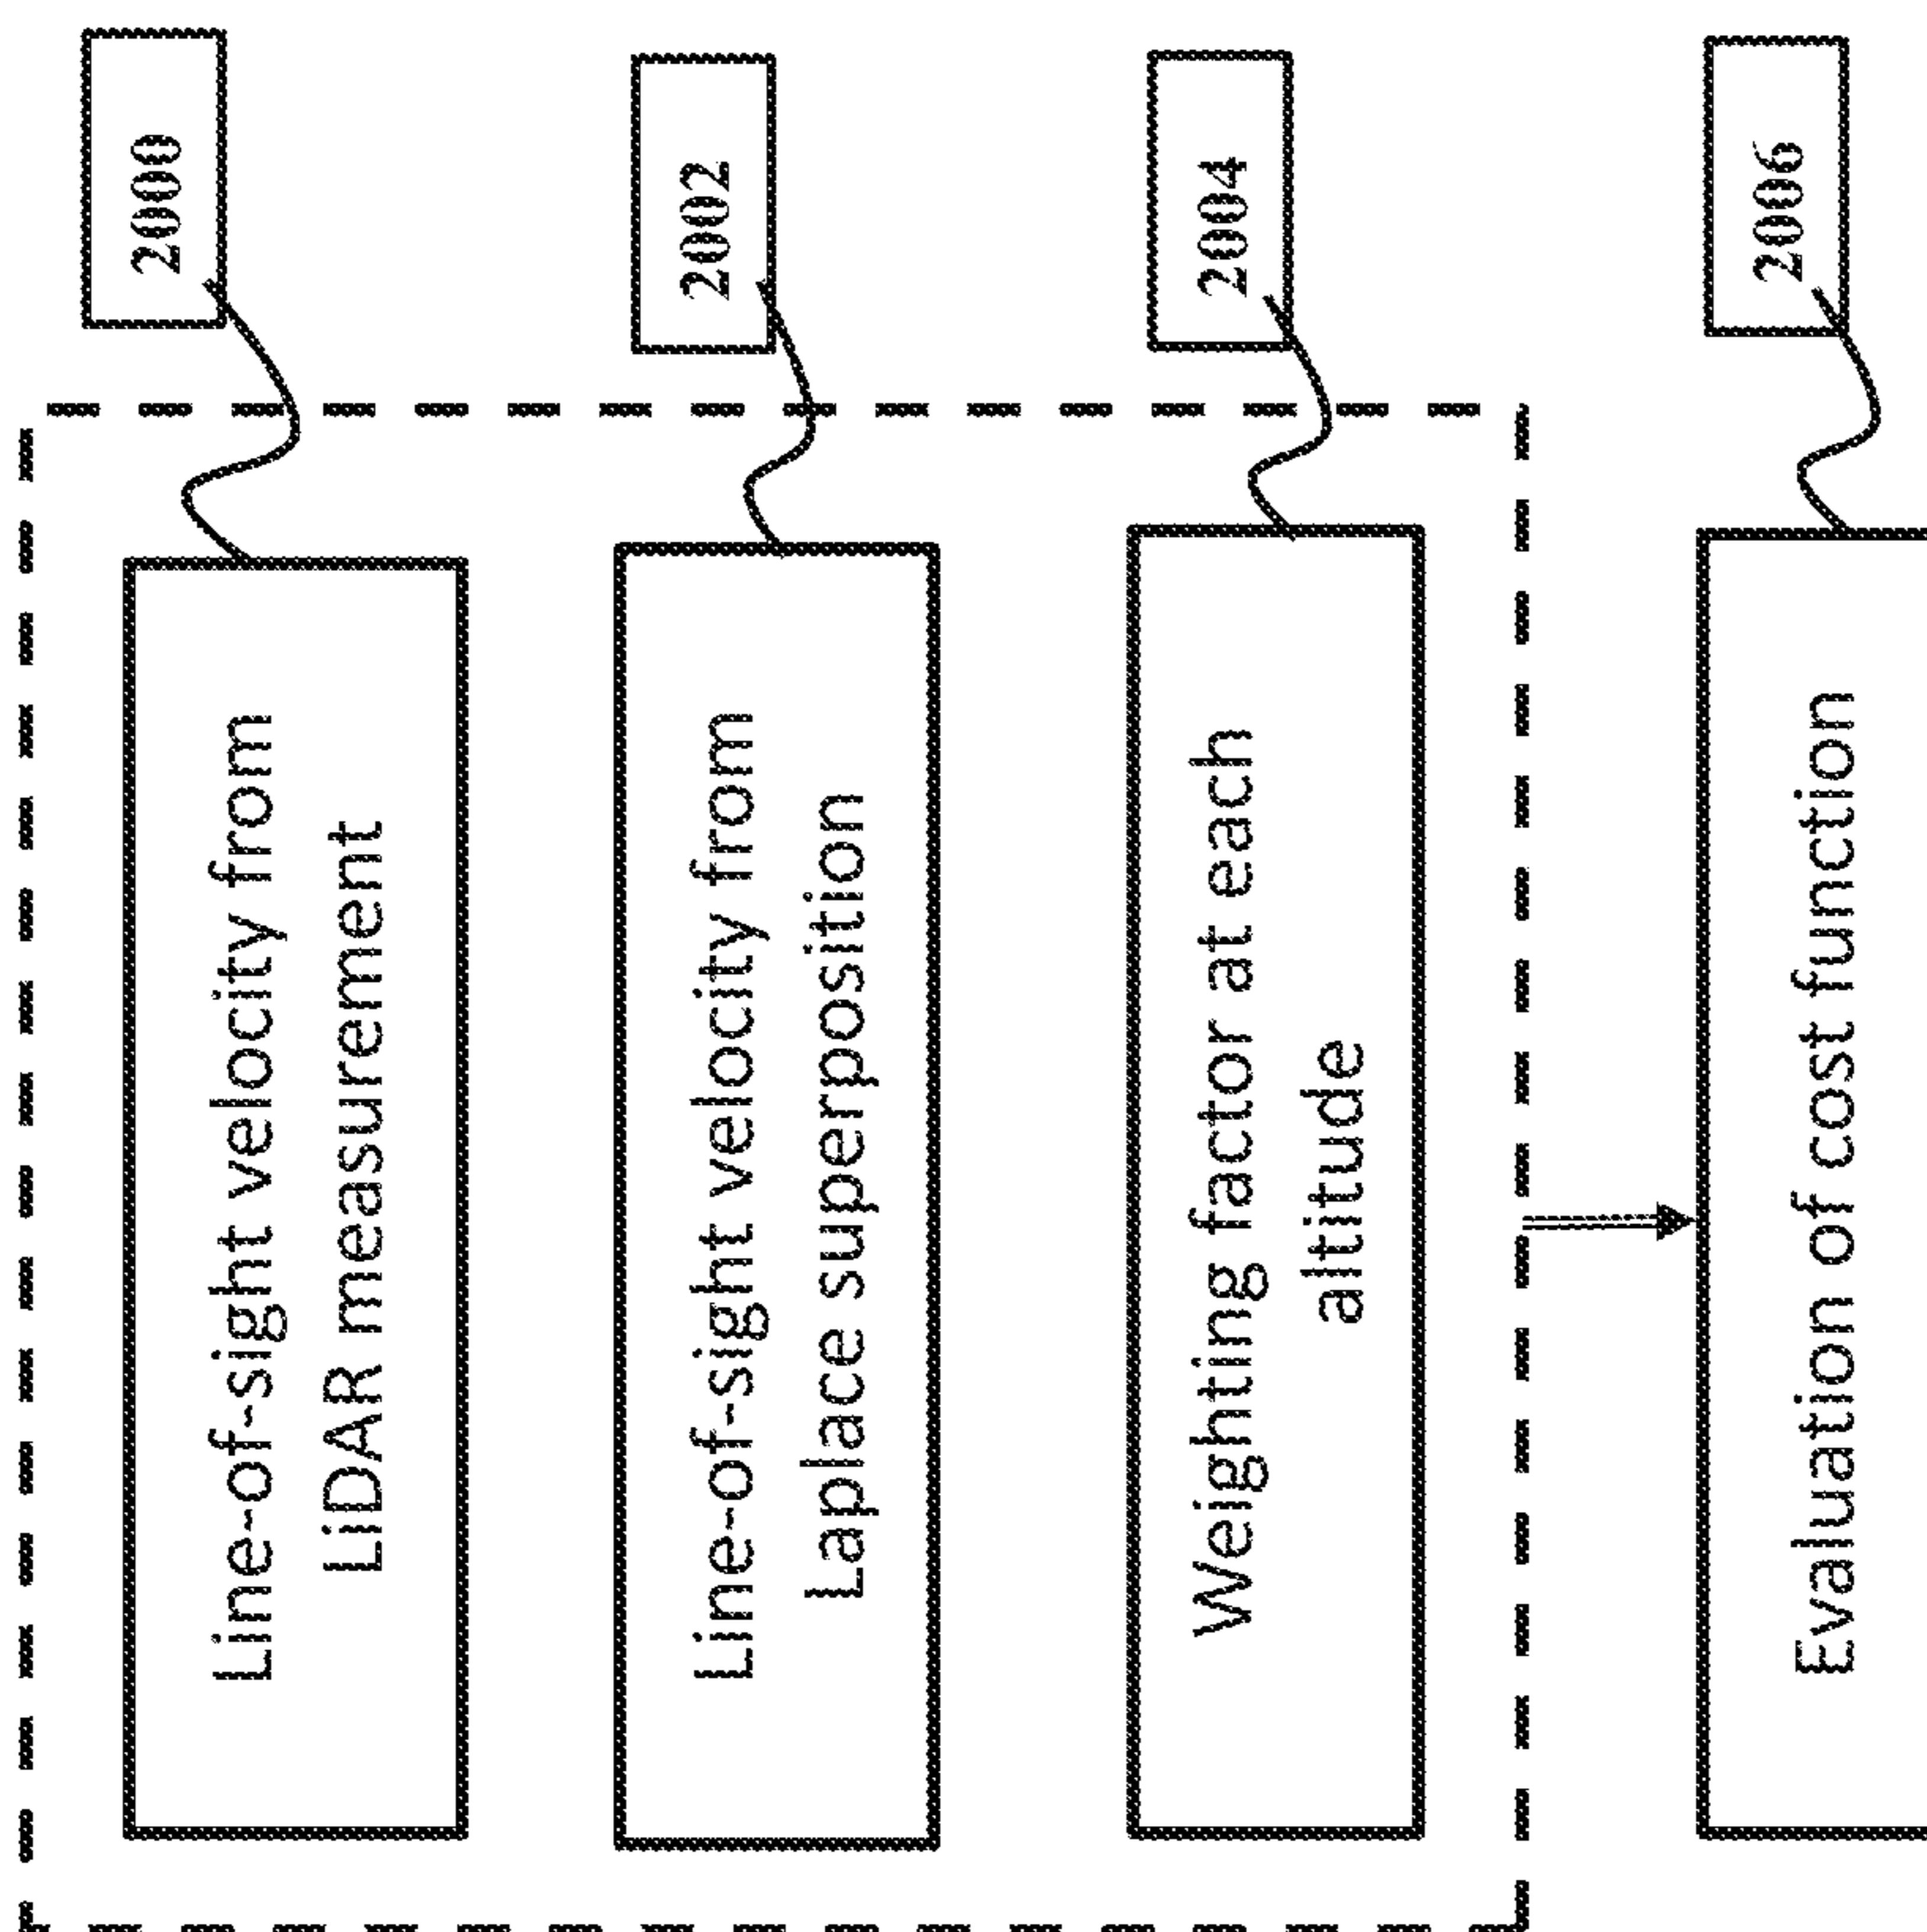 2000
Line-of-sight velocity from
LiDAR measurement
2002
Line-of-sight velocity from
Laplace superposition
2004
Weighting factor at each
altitude
2006
Evaluation of cost function